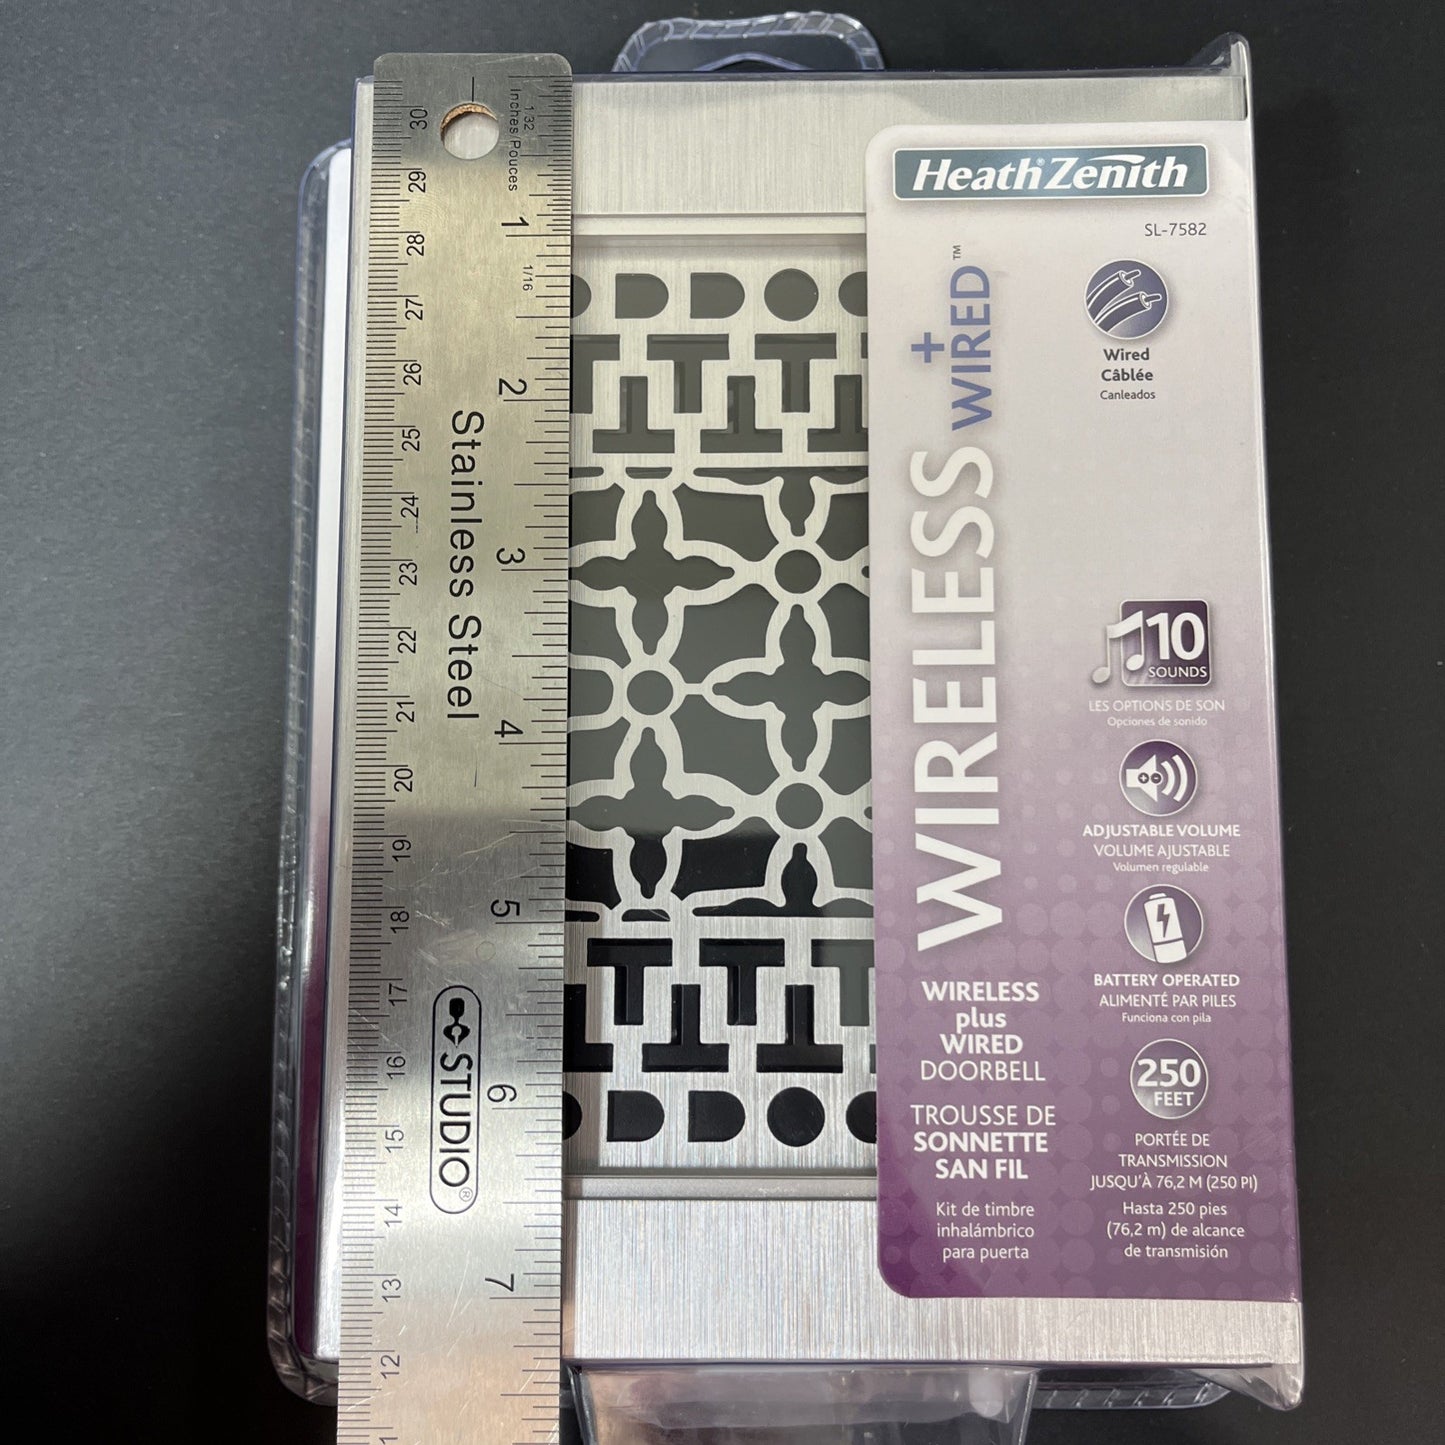 1 32
Inches Pouces
1
1/16
2
3
4
5
6
7
Stainless Steel
STUDIO®
30
29
28
27
26
25
24
23
22
21
20
19
18
17
16
15
14
13
12
Heath® Zenith
SL-7582
WIRELESS + WIRED™
Wired
Câblée
Canleados
10
SOUNDS
LES OPTIONS DE SON
Opciones de sonido
ADJUSTABLE VOLUME
VOLUME AJUSTABLE
Volumen regulable
BATTERY OPERATED
ALIMENTÉ PAR PILES
Funciona con pila
250
FEET
PORTÉE DE
TRANSMISSION
JUSQU'À 76,2 M (250 PI)
Hasta 250 pies
(76,2 m) de alcance
de transmisión
WIRELESS
plus
WIRED
DOORBELL
TROUSSE DE
SONNETTE
SAN FIL
Kit de timbre
inhalámbrico
para puerta